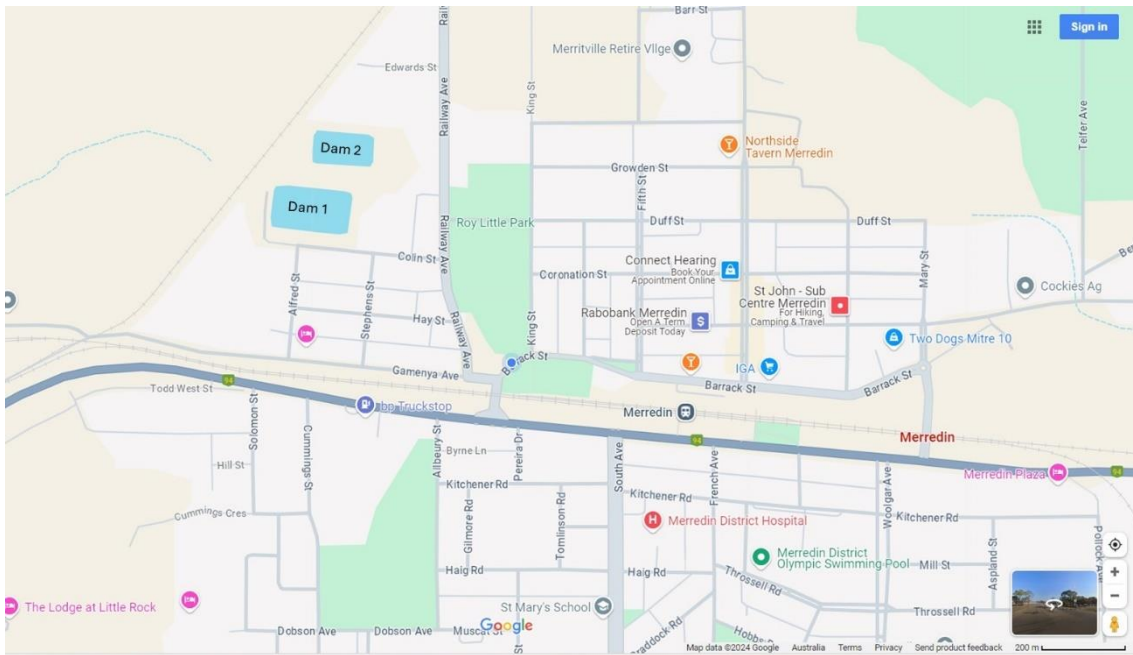 Barr St
Sign in
Merritville Retire Vllge
Edwards St
Railway Ave
King St
Telfer Ave
Dam 2
Northside
Tavern Merredin
Growden St
Fifth St
Dam 1
Roy Little Park
Railway Ave
Duff St
Duff St
Colin St
Connect Hearing
Book Your
Appointment Online
Coronation St
Mary St
Alfred St
Stephens St
St John - Sub
Centre Merredin
For Hiking,
Camping & Travel
Cockies Ag
Rabobank Merredin
Open A Term
Deposit Today
Hay St
Railway Ave
King St
Two Dogs Mitre 10
Barrack St
IGA
Gamenya Ave
94
Todd West St
Barrack St
Barrack St
bp Truckstop
Merredin
94
Merredin
Solomon St
Cummings St
Allbeury St
Pereira Dr
South Ave
French Ave
Byrne Ln
Hill St
Woolgar Ave
Merredin Plaza
94
Kitchener Rd
Kitchener Rd
Kitchener Rd
Cummings Cres
Gilmore Rd
Tomlinson Rd
Merredin District Hospital
Aspland St
Pollock Ave
Merredin District
Olympic Swimming Pool
Haig Rd
Haig Rd
Throssell Rd
Mill St
The Lodge at Little Rock
St Mary's School
Throssell Rd
Dobson Ave
Dobson Ave
Google
Map data ©2024 Google
Australia
Terms
Privacy
Send product feedback
200 m